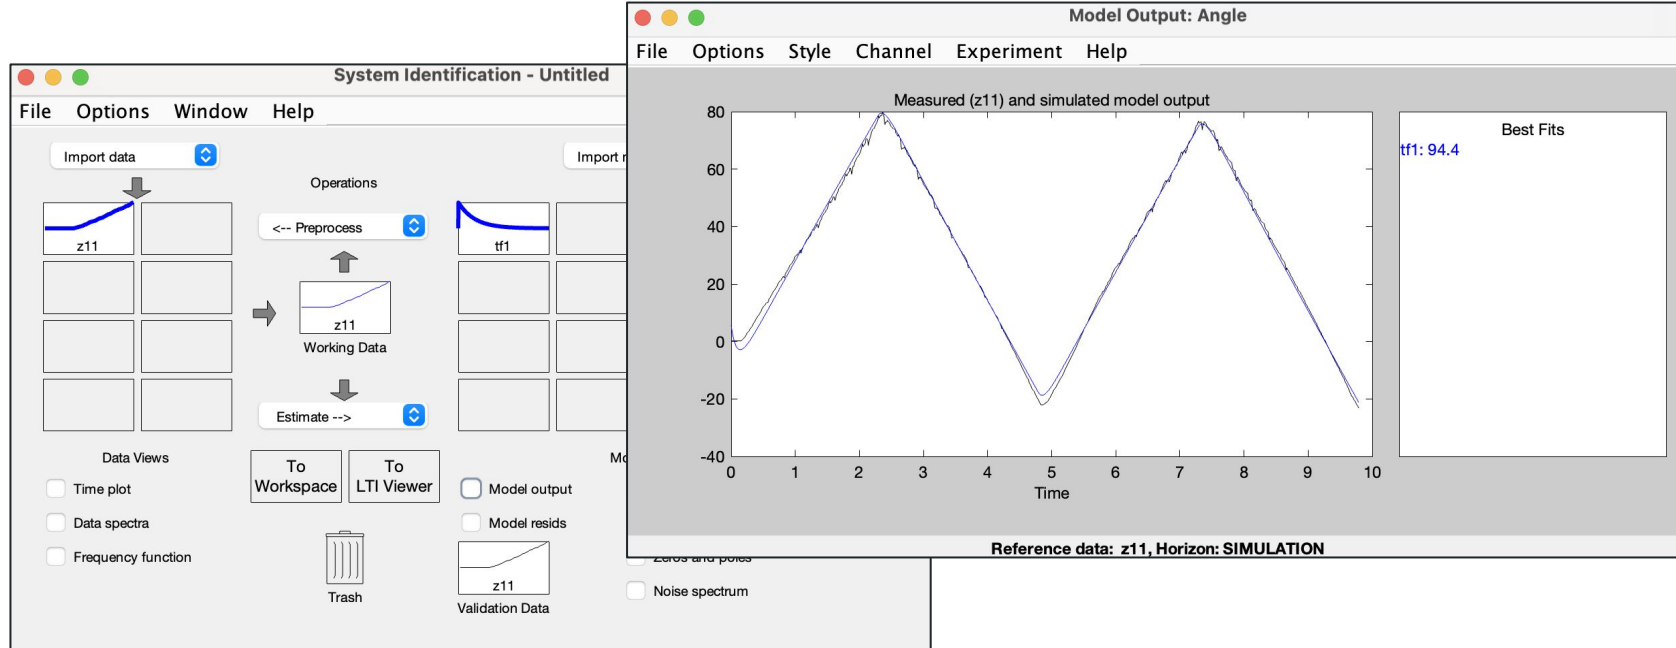 System Identification - Untitled
File Options Window Help
Import data
Import
Operations
<-- Preprocess
z11
tf1
z11
Working Data
Estimate -->
Data Views
To Workspace
To LTI Viewer
Time plot
Data spectra
Frequency function
Model output
Model resids
Trash
z11
Validation Data
Zeros and poles
Noise spectrum
Model Output: Angle
File Options Style Channel Experiment Help
Measured (z11) and simulated model output
80
60
40
20
0
-20
-40
0 1 2 3 4 5 6 7 8 9 10
Time
Best Fits
tf1: 94.4
Reference data: z11, Horizon: SIMULATION